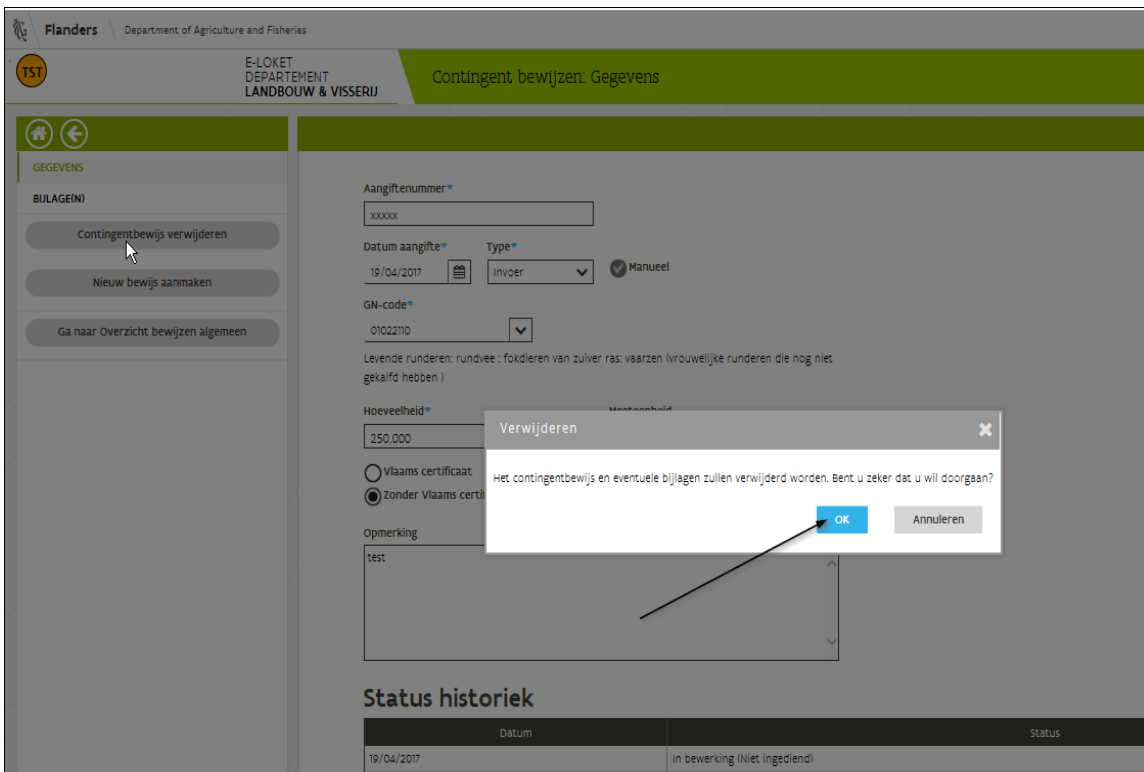 Flanders
Department of Agriculture and Fisheries
TST
E-LOKET
DEPARTEMENT
LANDBOUW & VISSERIJ
Contingent bewijzen: Gegevens
GEGEVENS
BIJLAGE(N)
Contingentbewijs verwijderen
Nieuw bewijs aanmaken
Ga naar Overzicht bewijzen algemeen
Aangiftenummer*
xxxxx
Datum aangifte* Type*
19/04/2017 Invoer Manueel
GN-code*
01022110
Levende runderen: rundvee : fokdieren van zuiver ras: vaarzen (vrouwelijke runderen die nog niet
gekalfd hebben )
Hoeveelheid*
250,000
Vlaams certificaat
Zonder Vlaams certif
Verwijderen
Het contingentbewijs en eventuele bijlagen zullen verwijderd worden. Bent u zeker dat u wil doorgaan?
OK Annuleren
Opmerking
test
Status historiek
Datum Status
19/04/2017 In bewerking (Niet ingediend)